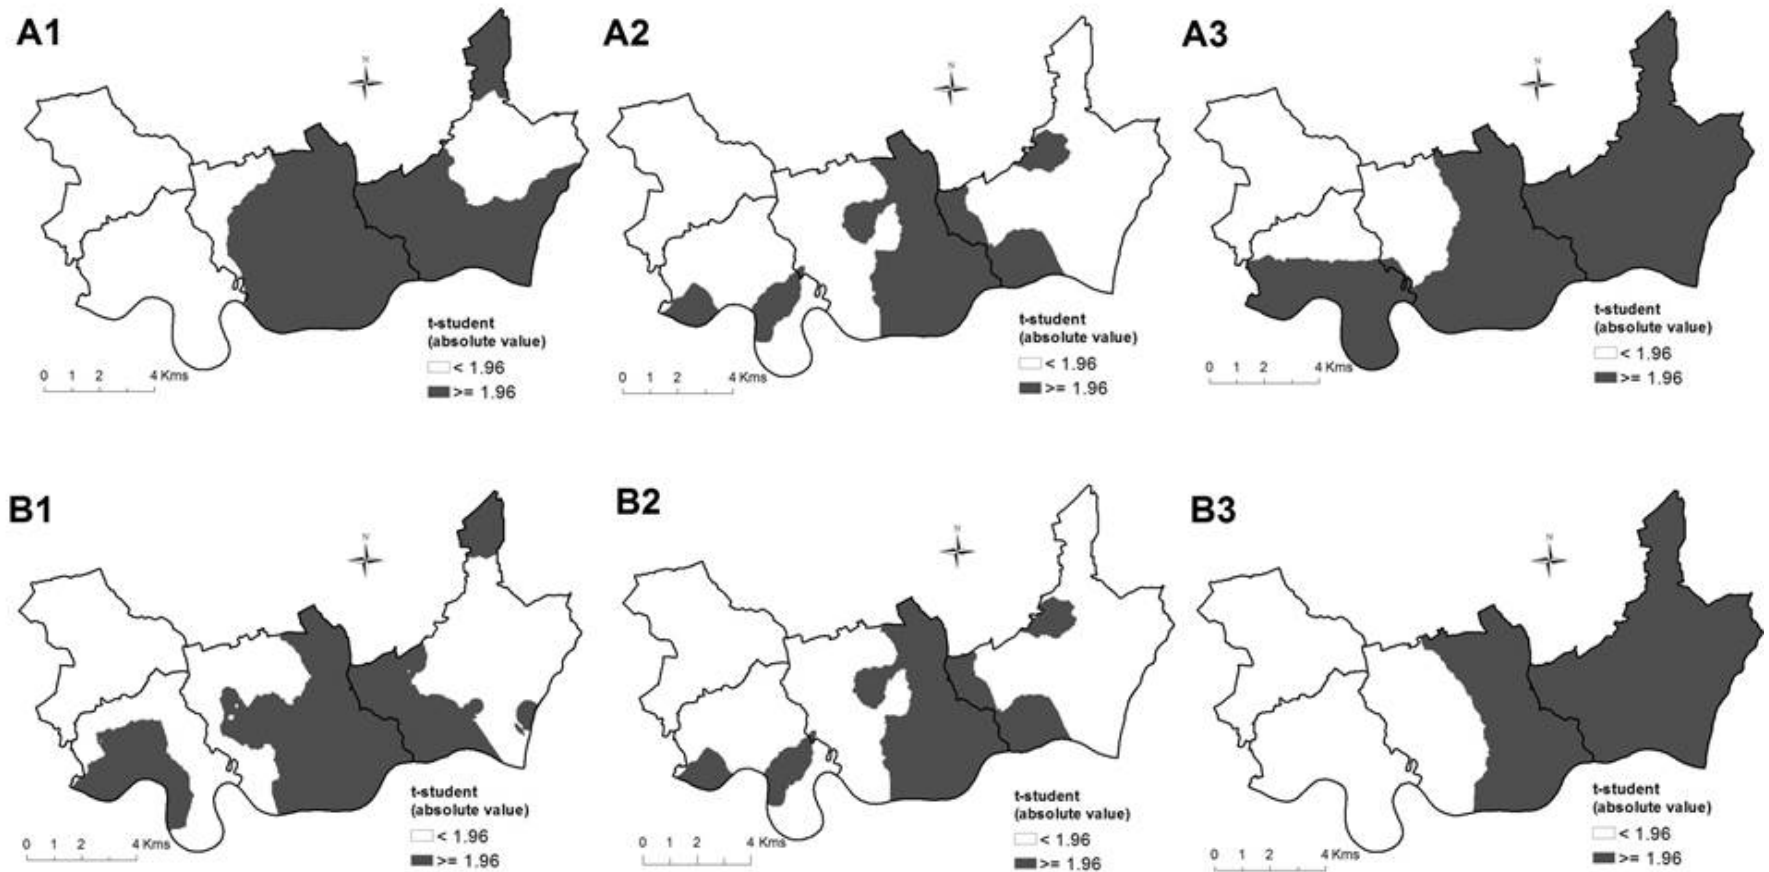 A1
N
t-student
(absolute value)
< 1.96
>= 1.96
0 1 2 4 Kms
A2
N
t-student
(absolute value)
< 1.96
>= 1.96
0 1 2 4 Kms
A3
N
t-student
(absolute value)
< 1.96
>= 1.96
0 1 2 4 Kms
B1
N
t-student
(absolute value)
< 1.96
>= 1.96
0 1 2 4 Kms
B2
N
t-student
(absolute value)
< 1.96
>= 1.96
0 1 2 4 Kms
B3
N
t-student
(absolute value)
< 1.96
>= 1.96
0 1 2 4 Kms